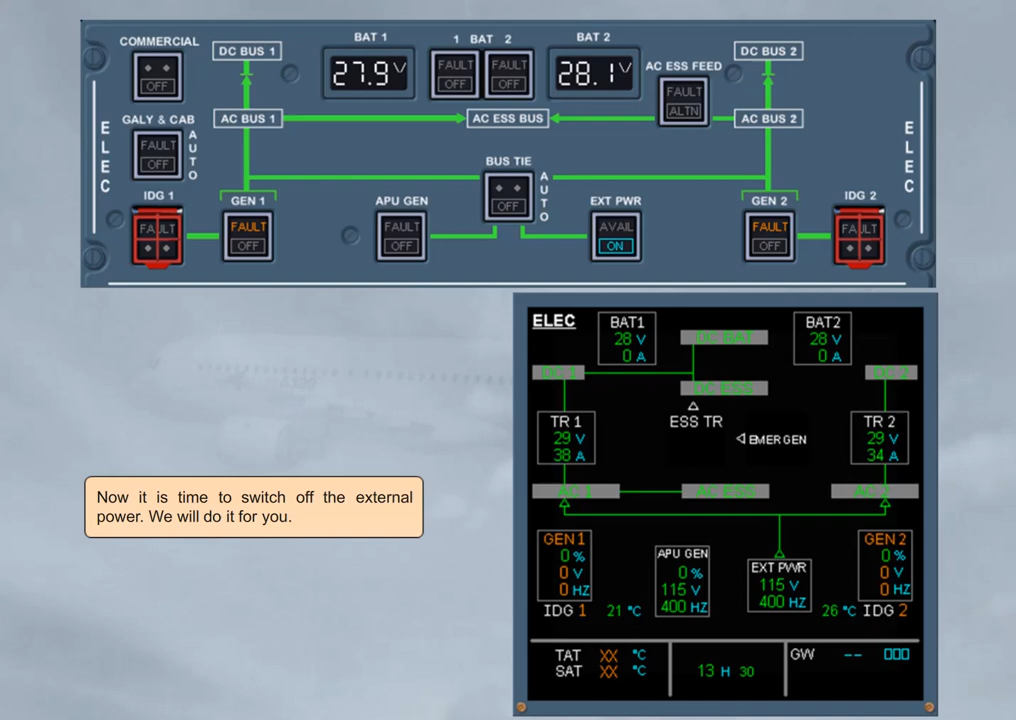 COMMERCIAL
OFF
DC BUS 1
BAT 1
27.9 V
1 BAT 2
FAULT
OFF
FAULT
OFF
BAT 2
28.1 V
AC ESS FEED
FAULT
ALTN
DC BUS 2
GALY & CAB
FAULT
OFF
AUTO
AC BUS 1
AC ESS BUS
AC BUS 2
ELEC
ELEC
BUS TIE
OFF
AUTO
IDG 1
FAULT
GEN 1
FAULT
OFF
APU GEN
FAULT
OFF
EXT PWR
AVAIL
ON
GEN 2
FAULT
OFF
IDG 2
FAULT
ELEC
BAT1
28 V
0 A
DC BAT
BAT2
28 V
0 A
DC 1
DC 2
DC ESS
TR 1
29 V
38 A
ESS TR
EMER GEN
TR 2
29 V
34 A
AC 1
AC ESS
AC 2
GEN 1
0 %
0 V
0 HZ
IDG 1
21 °C
APU GEN
0 %
115 V
400 HZ
EXT PWR
115 V
400 HZ
GEN 2
0 %
0 V
0 HZ
26 °C IDG 2
TAT XX °C
SAT XX °C
13 H 30
GW --
Now it is time to switch off the external
power. We will do it for you.